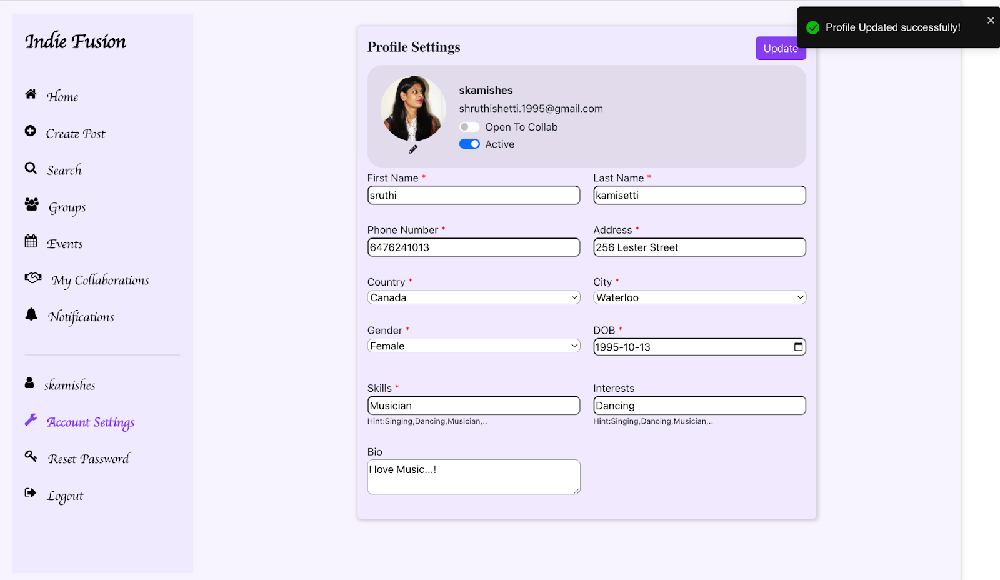 Indie Fusion
Home
Create Post
Search
Groups
Events
My Collaborations
Notifications
skamishes
Account Settings
Reset Password
Logout
Profile Updated successfully!
Profile Settings
Update
skamishes
shruthishetti.1995@gmail.com
Open To Collab
Active
First Name *
Last Name *
sruthi
kamisetti
Phone Number *
Address *
6476241013
256 Lester Street
Country *
City *
Canada
Waterloo
Gender *
DOB *
Female
1995-10-13
Skills *
Interests
Musician
Dancing
Hint:Singing,Dancing,Musician,..
Hint:Singing,Dancing,Musician,..
Bio
I love Music...!